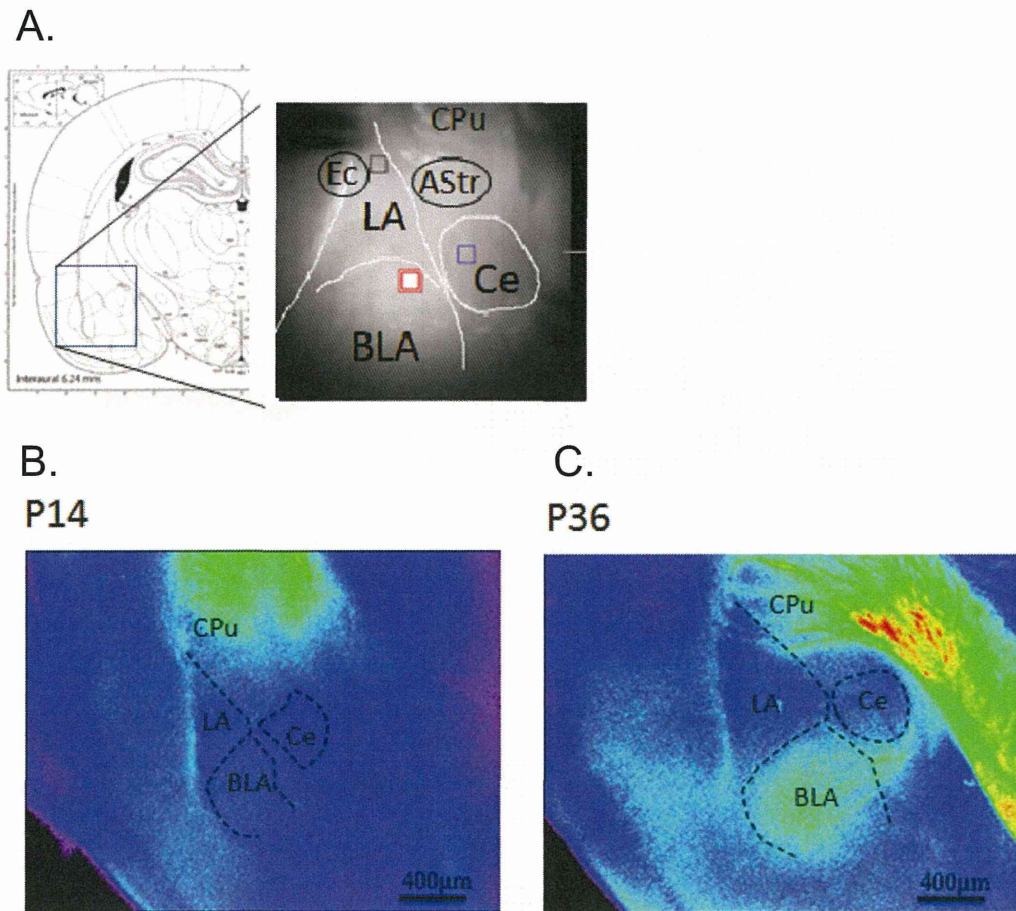 A.
Interaural 6.24 mm
CPu
Ec
AStr
LA
Ce
BLA
B.
P14
CPu
LA
Ce
BLA
400µm
C.
P36
CPu
LA
Ce
BLA
400µm